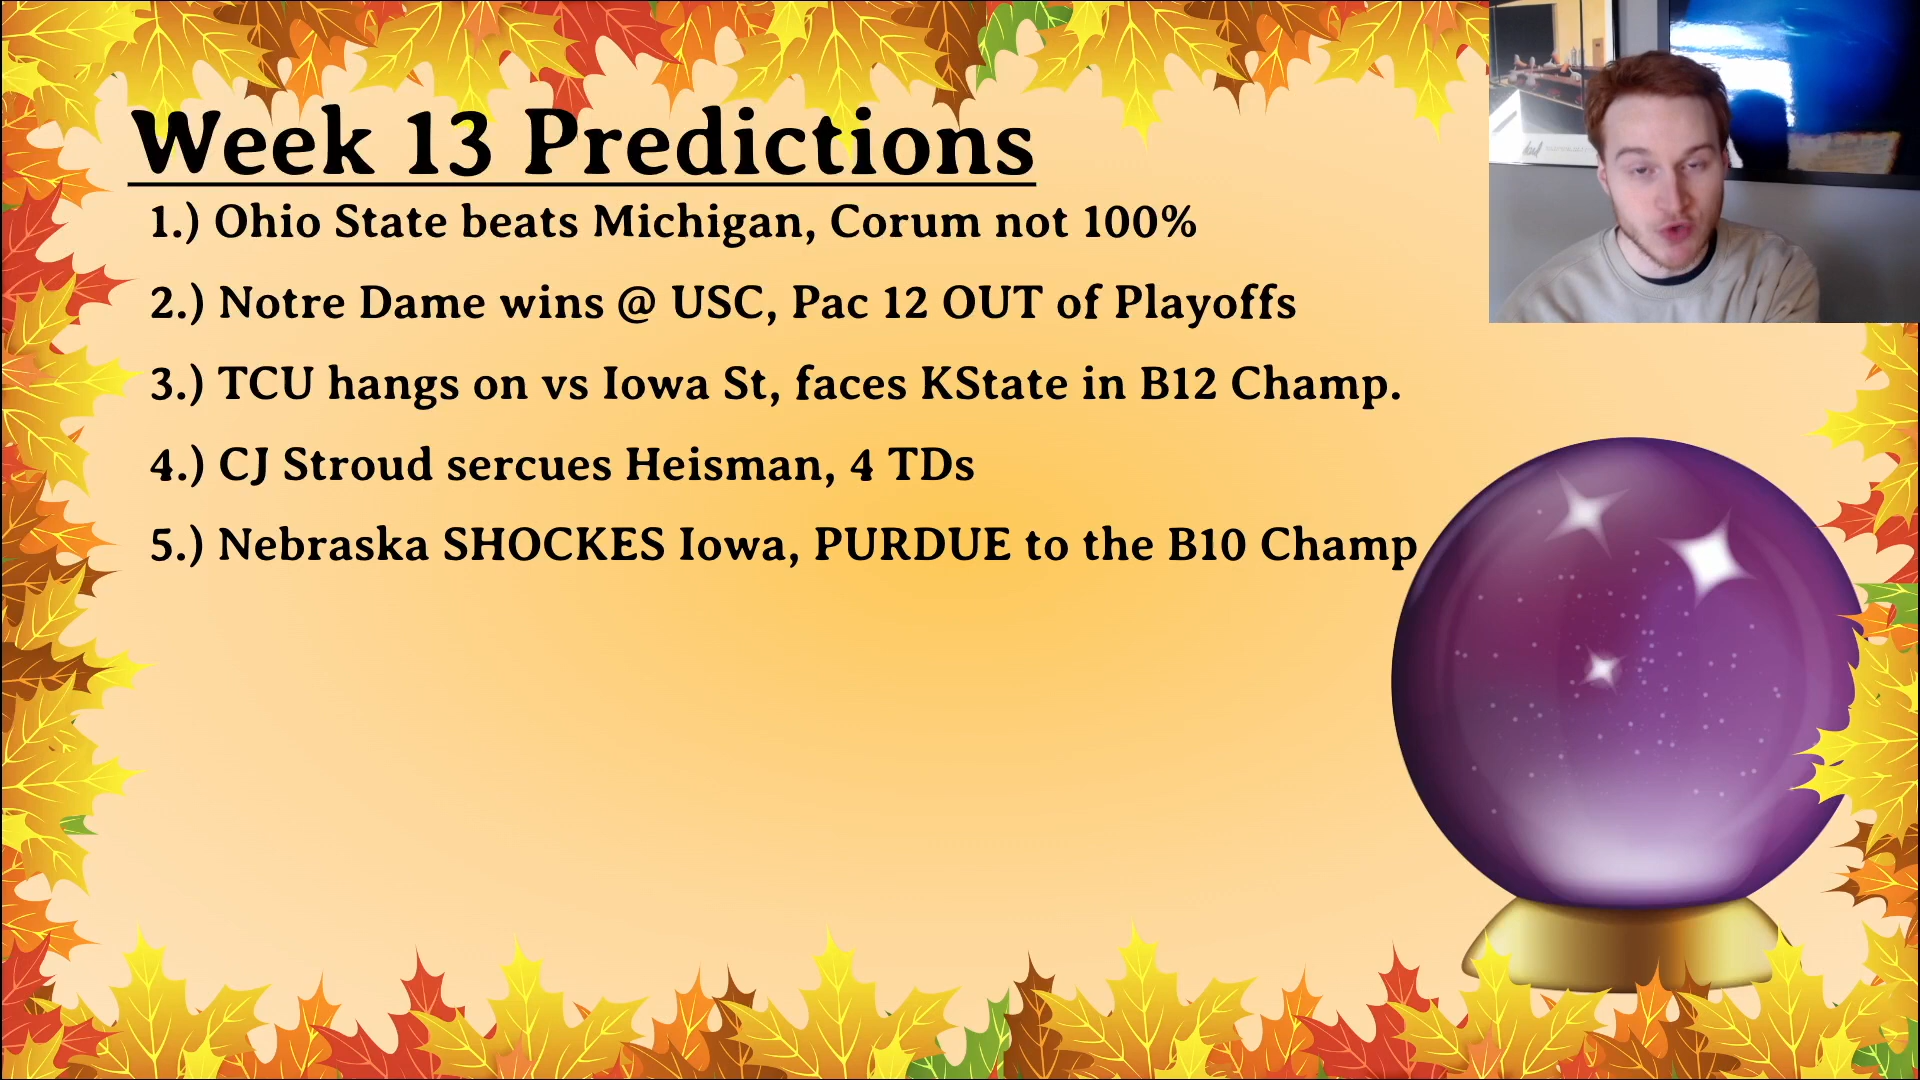 Week 13 Predictions
1.) Ohio State beats Michigan, Corum not 100%
2.) Notre Dame wins @ USC, Pac 12 OUT of Playoffs
3.) TCU hangs on vs Iowa St, faces KState in B12 Champ.
4.) CJ Stroud sercues Heisman, 4 TDs
5.) Nebraska SHOCKES Iowa, PURDUE to the B10 Champ